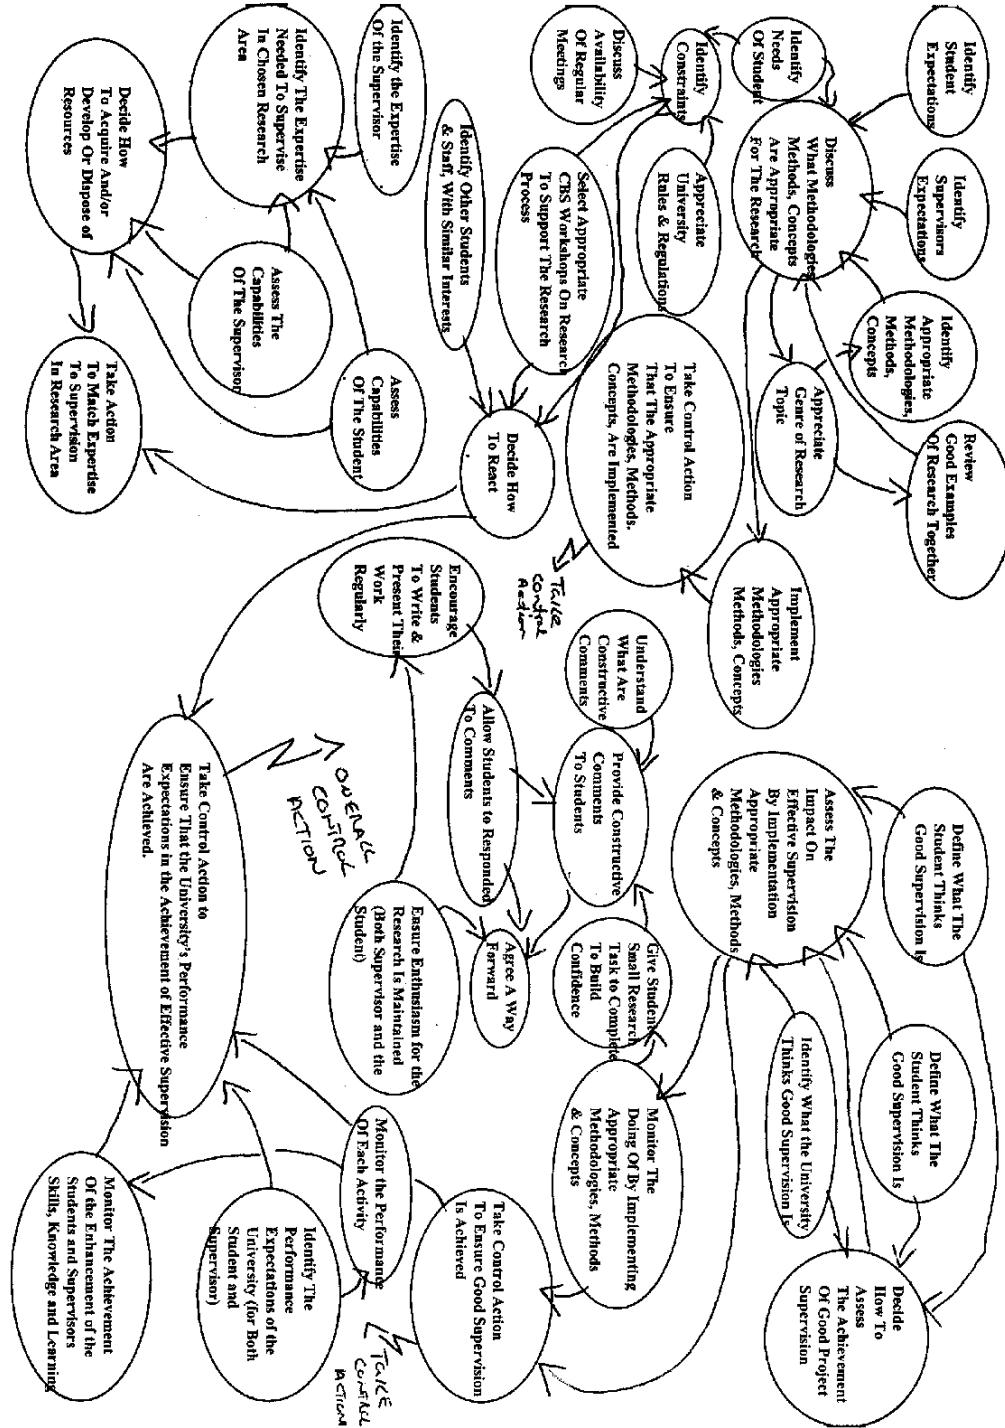 Identify
Student
Expectations
Identify
Supervisors
Expectations
Identify
Appropriate
Methodologies,
Methods,
Concepts
Review
Good Examples
Of Research Together
Identify
Needs
Of Student
Discuss
What Methodologies
Methods, Concepts
Are Appropriate
For The Research
Appreciate
Genre of Research
Topic
Implement
Appropriate
Methodologies
Methods, Concepts
Identify
Constraints
Discuss
Availability
Of Regular
Meetings
Appreciate
University
Rules & Regulations
Select Appropriate
CBS Workshops On Research
To Support The Research
Process
Take Control Action
To Ensure
That The Appropriate
Methodologies, Methods.
Concepts, Are Implemented
TAKE
CONTROL
Action
Identify Other Students
& Staff, With Similar Interests
Decide How
To React
Identify the Expertise
Of the Supervisor
Identify The Expertise
Needed To Supervise
In Chosen Research
Area
Assess The
Capabilities
Of The Supervisor
Assess
Capabilities
Of The Student
Decide How
To Acquire And/or
Develop Or Dispose of
Resources
Take Action
To Match Expertise
To Supervision
In Research Area
Define What The
Student Thinks
Good Supervision Is
Define What The
Student Thinks
Good Supervision Is
Decide
How To
Assess
The Achievement
Of Good Project
Supervision
Assess The
Impact On
Effective Supervision
By Implementation
Appropriate
Methodologies, Methods
& Concepts
Identify What the University
Thinks Good Supervision Is
Understand
What Are
Constructive
Comments
Provide Constructive
Comments
To Students
Give Student
Small Research
Task to Complete
To Build
Confidence
Monitor The
Doing Of By Implementing
Appropriate
Methodologies, Methods
& Concepts
Encourage
Students
To Write &
Present Their
Work
Regularly
Allow Students to Responded
To Comments
Agree A Way
Forward
Ensure Enthusiasm for the
Research Is Maintained
(Both Supervisor and the
Student)
Take Control Action
To Ensure Good Supervision
Is Achieved
TAKE
CONTROL
ACTION
OVERALL
CONTROL
ACTION
Monitor the Performance
Of Each Activity
Identify The
Performance
Expectations of the
University (for Both
Student and
Supervisor)
Take Control Action to
Ensure That the University's Performance
Expectations in the Achievement of Effective Supervision
Are Achieved.
Monitor The Achievement
Of the Enhancement of the
Students and Supervisors
Skills, Knowledge and Learning